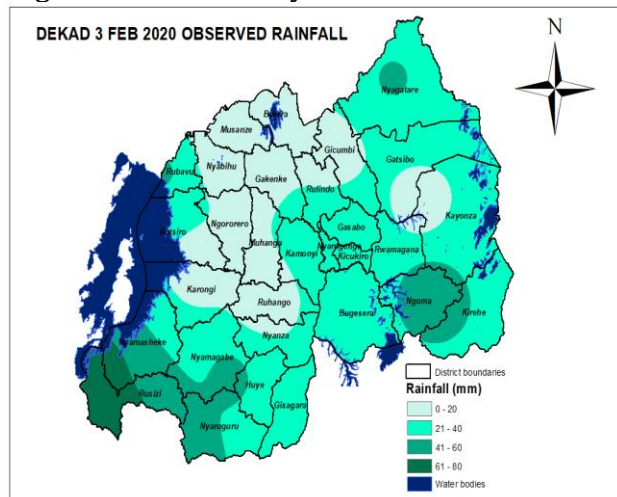 DEKAD 3 FEB 2020 OBSERVED RAINFALL
N
Nyagatare
Burera
Musanze
Gicumbi
Rubavu
Nyabihu
Gakenke
Gatsibo
Rulindo
Kayonza
Rutsiro
Ngororero
Gasabo
Muhanga
Kamonyi
Nyarugenge
Kicukiro
Rwamagana
Karongi
Ruhango
Bugesera
Ngoma
Kirehe
Nyamasheke
Nyanza
Nyamagabe
Huye
Rusizi
Gisagara
Nyaruguru
District boundaries
Rainfall (mm)
0 - 20
21 - 40
41 - 60
61 - 80
Water bodies